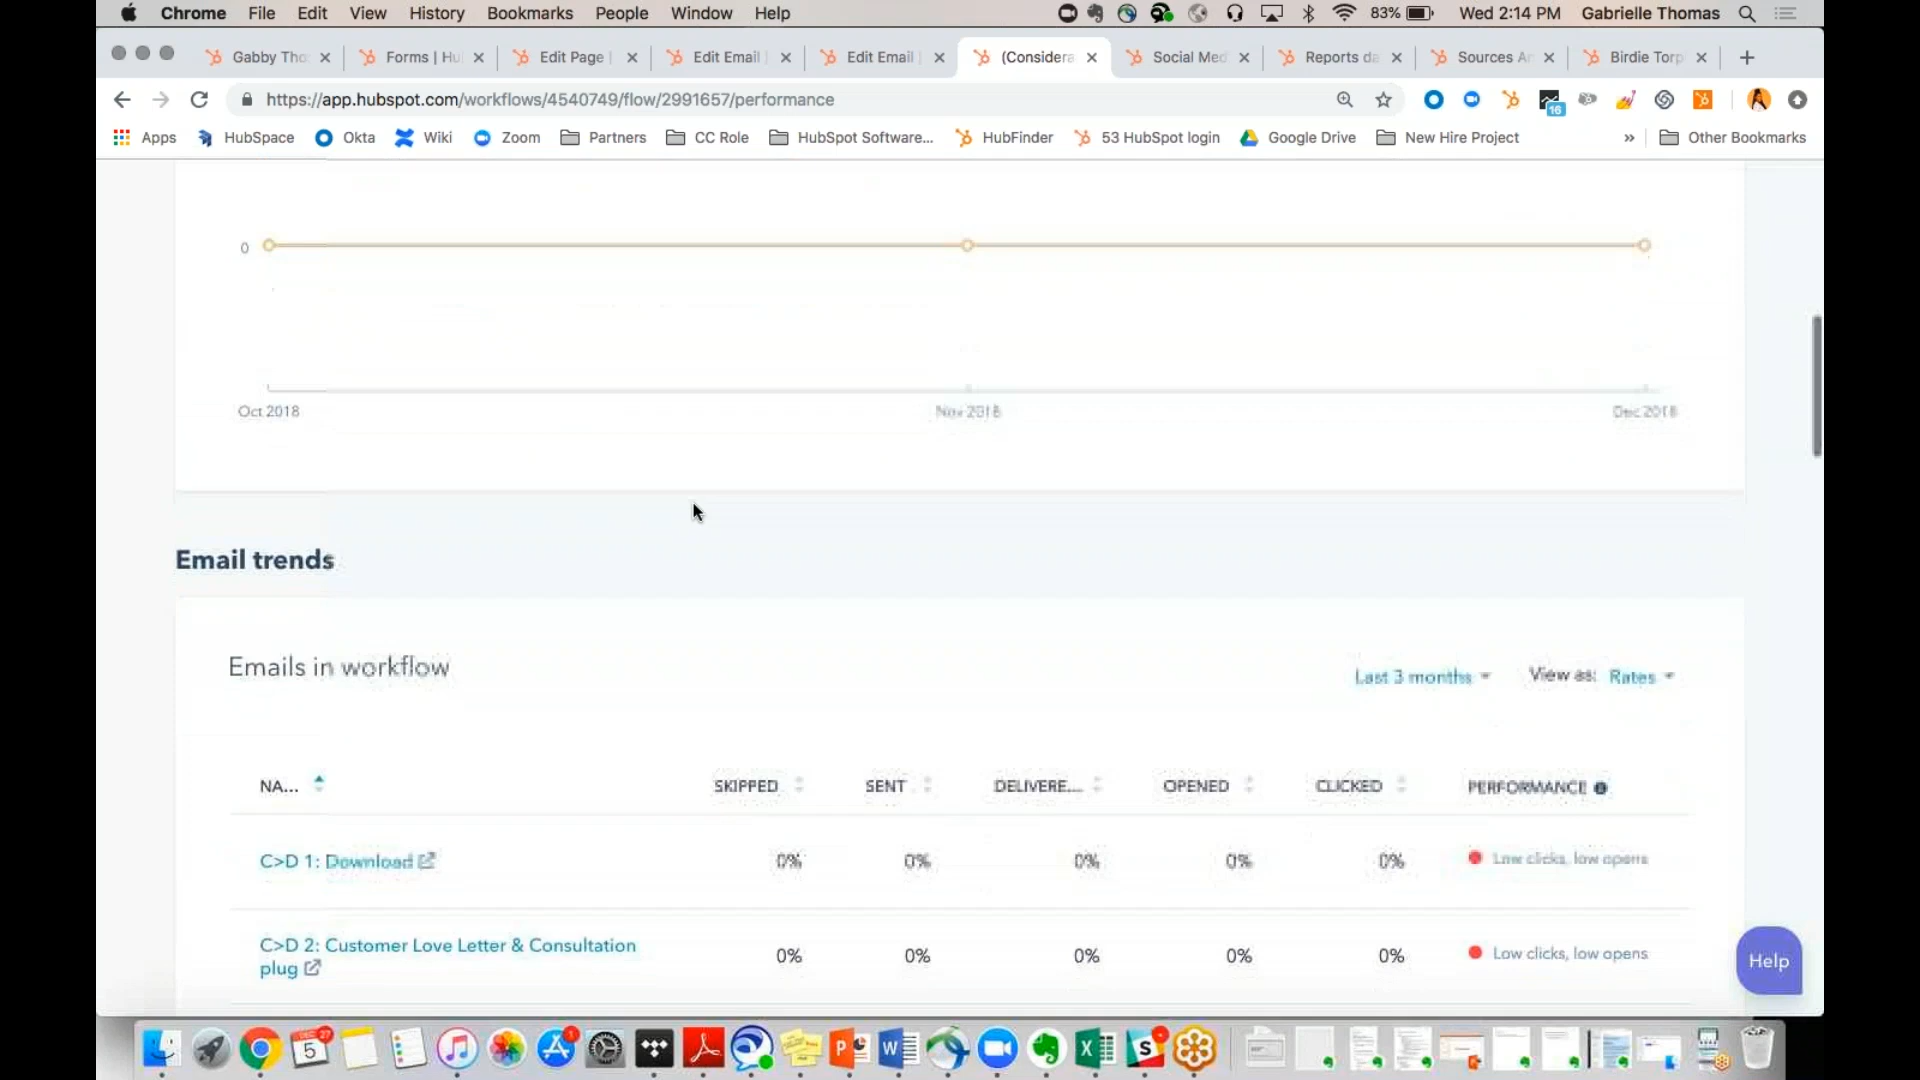 Chrome File Edit View History Bookmarks People Window Help 83% Wed 2:14 PM Gabrielle Thomas
Gabby Tho Forms | Hu Edit Page | Edit Email | Edit Email | (Considera Social Med Reports da Sources An Birdie Torp
https://app.hubspot.com/workflows/4540749/flow/2991657/performance 16
Apps HubSpace Okta Wiki Zoom Partners CC Role HubSpot Software... HubFinder 53 HubSpot login Google Drive New Hire Project » Other Bookmarks
0
Oct 2018 Nov 2018 Dec 2018
Email trends
Emails in workflow
Last 3 months View as: Rates
NA... SKIPPED SENT DELIVERE... OPENED CLICKED PERFORMANCE
C>D 1: Download 0% 0% 0% 0% 0% Low clicks, low opens
C>D 2: Customer Love Letter & Consultation
plug 0% 0% 0% 0% 0% Low clicks, low opens
Help
DEC 5 27 1 P W X S